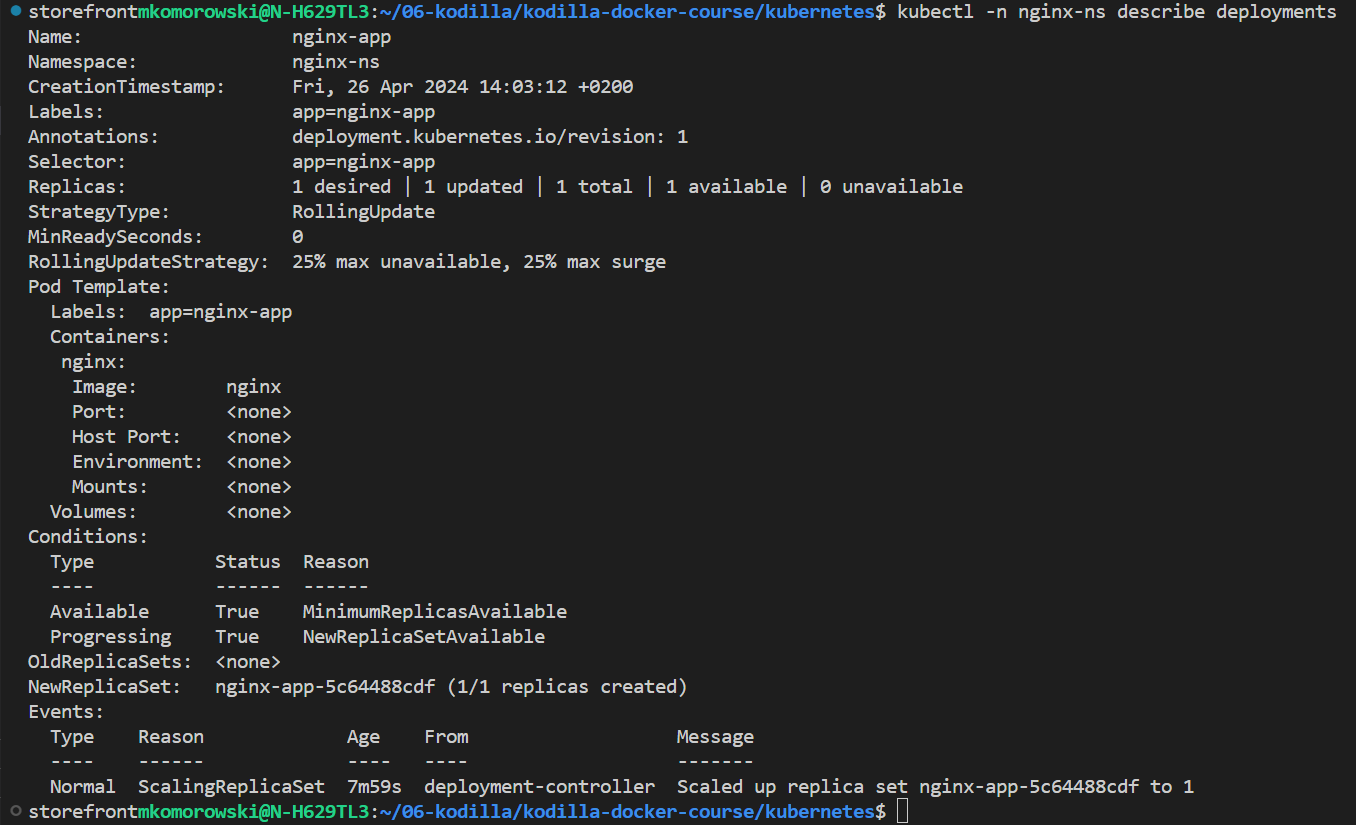 storefrontmkomorowski@N-H629TL3:~/06-kodilla/kodilla-docker-course/kubernetes$ kubectl -n nginx-ns describe deployments
Name:                   nginx-app
Namespace:              nginx-ns
CreationTimestamp:      Fri, 26 Apr 2024 14:03:12 +0200
Labels:                 app=nginx-app
Annotations:            deployment.kubernetes.io/revision: 1
Selector:               app=nginx-app
Replicas:               1 desired | 1 updated | 1 total | 1 available | 0 unavailable
StrategyType:           RollingUpdate
MinReadySeconds:        0
RollingUpdateStrategy:  25% max unavailable, 25% max surge
Pod Template:
  Labels:  app=nginx-app
  Containers:
   nginx:
    Image:        nginx
    Port:         <none>
    Host Port:    <none>
    Environment:  <none>
    Mounts:       <none>
  Volumes:        <none>
Conditions:
  Type           Status  Reason
  ----           ------  ------
  Available      True    MinimumReplicasAvailable
  Progressing    True    NewReplicaSetAvailable
OldReplicaSets:  <none>
NewReplicaSet:   nginx-app-5c64488cdf (1/1 replicas created)
Events:
  Type    Reason             Age    From                   Message
  ----    ------             ----   ----                   -------
  Normal  ScalingReplicaSet  7m59s  deployment-controller  Scaled up replica set nginx-app-5c64488cdf to 1
storefrontmkomorowski@N-H629TL3:~/06-kodilla/kodilla-docker-course/kubernetes$